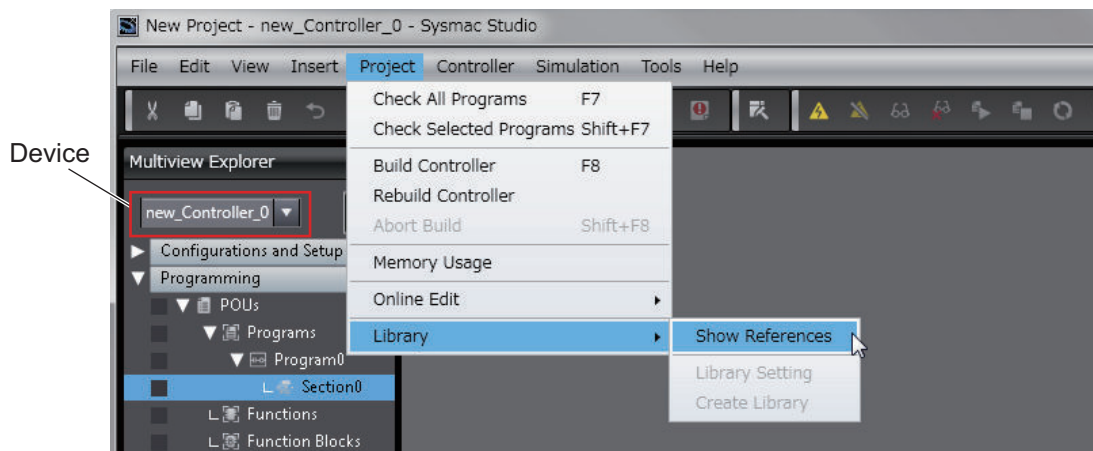 New Project - new_Controller_0 - Sysmac Studio
File Edit View Insert Project Controller Simulation Tools Help
Check All Programs F7
Check Selected Programs Shift+F7
Device
Multiview Explorer
Build Controller F8
Rebuild Controller
new_Controller_0
Abort Build Shift+F8
Configurations and Setup
Memory Usage
Programming
Online Edit
POUs
Programs
Library
Show References
Program0
Library Setting
Section0
Create Library
Functions
Function Blocks